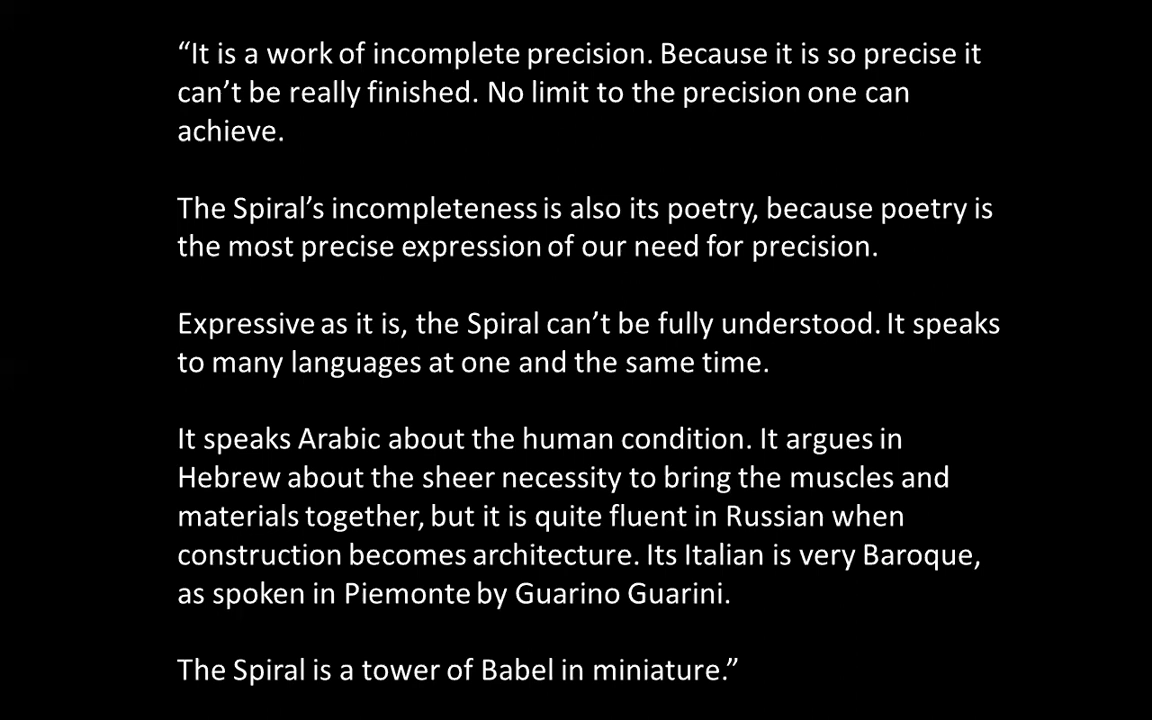 “It is a work of incomplete precision. Because it is so precise it
can’t be really finished. No limit to the precision one can
achieve.
The Spiral’s incompleteness is also its poetry, because poetry is
the most precise expression of our need for precision.
Expressive as it is, the Spiral can’t be fully understood. It speaks
to many languages at one and the same time.
It speaks Arabic about the human condition. It argues in
Hebrew about the sheer necessity to bring the muscles and
materials together, but it is quite fluent in Russian when
construction becomes architecture. Its Italian is very Baroque,
as spoken in Piemonte by Guarino Guarini.
The Spiral is a tower of Babel in miniature.”